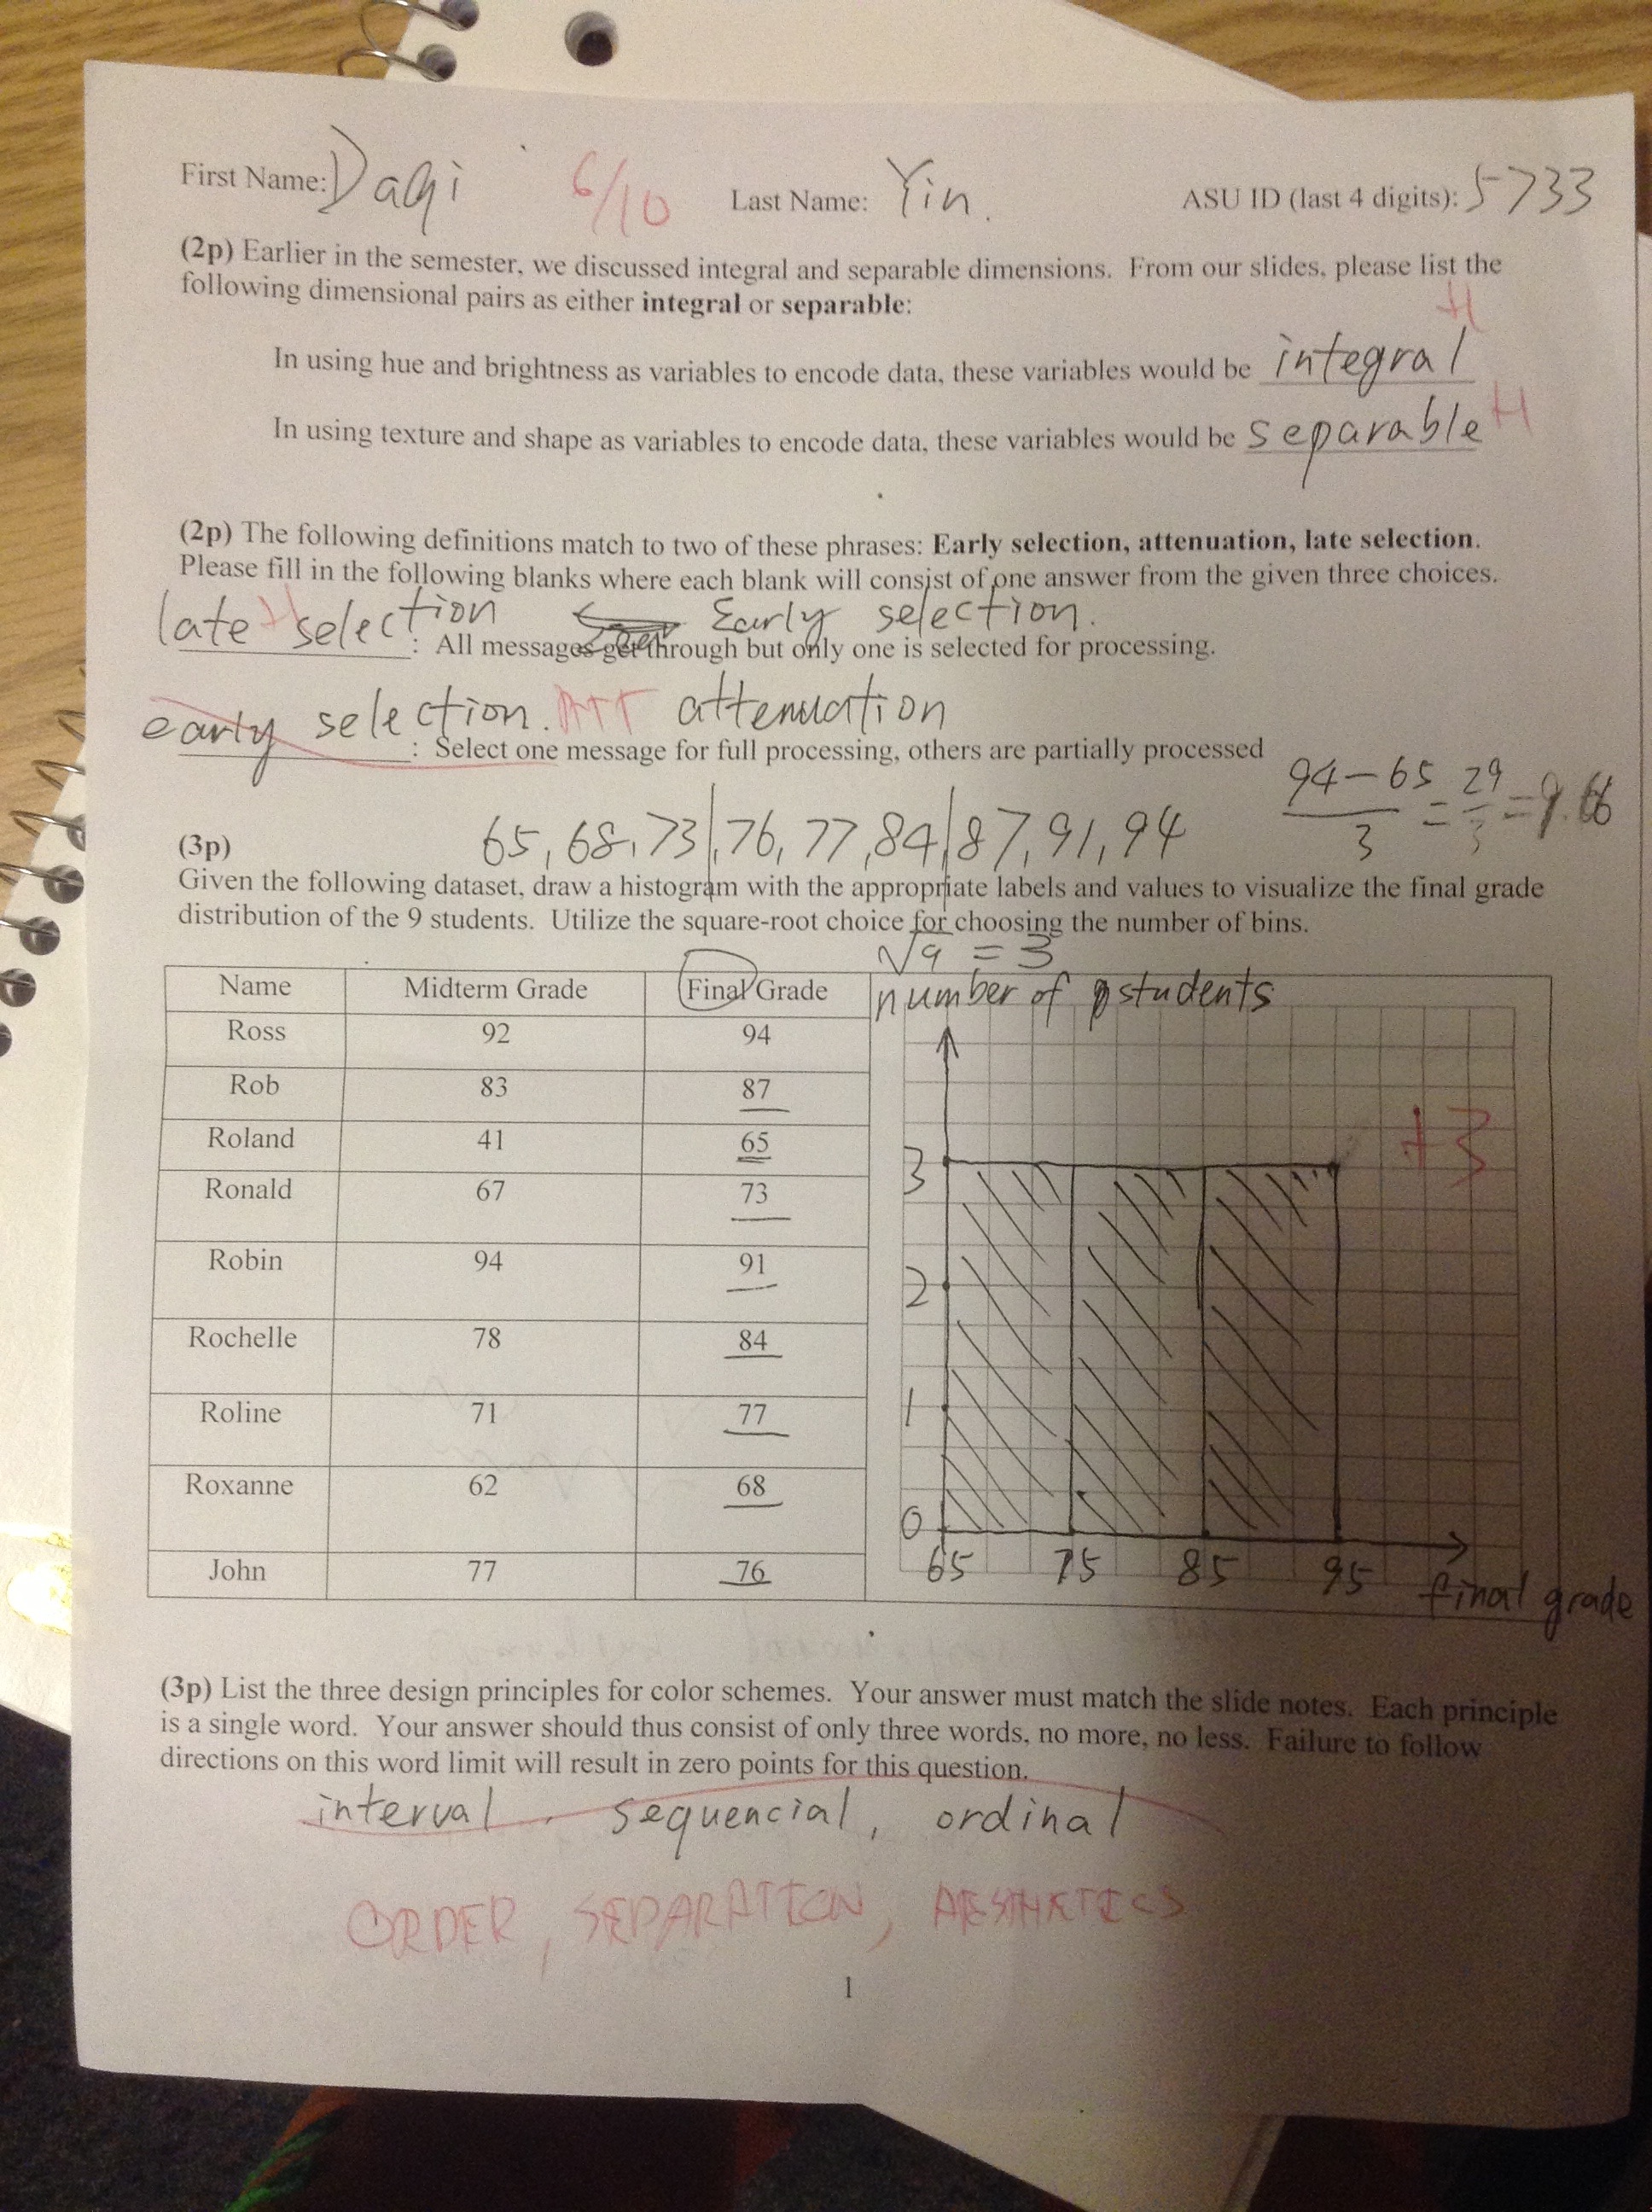 First Name: Daqi 6/10 Last Name: Yin. ASU ID (last 4 digits): 5733
(2p) Earlier in the semester, we discussed integral and separable dimensions. From our slides, please list the
following dimensional pairs as either integral or separable:
+1
In using hue and brightness as variables to encode data, these variables would be integral
In using texture and shape as variables to encode data, these variables would be separable +1
(2p) The following definitions match to two of these phrases: Early selection, attenuation, late selection.
Please fill in the following blanks where each blank will consist of one answer from the given three choices.
late +1 selection Early selection.
: All messages get through but only one is selected for processing.
early selection. ATT attenuation
: Select one message for full processing, others are partially processed
94-65/3 = 29/3 = 9.66
(3p) 65, 68, 73|, 76, 77, 84|, 87, 91, 94
Given the following dataset, draw a histogram with the appropriate labels and values to visualize the final grade
distribution of the 9 students. Utilize the square-root choice for choosing the number of bins.
√9 = 3
Name Midterm Grade Final Grade number of students
Ross 92 94
Rob 83 87
Roland 41 65
Ronald 67 73
Robin 94 91
Rochelle 78 84
Roline 71 77
Roxanne 62 68
John 77 76
+3
3
2
1
0
65 75 85 95 final grade
(3p) List the three design principles for color schemes. Your answer must match the slide notes. Each principle
is a single word. Your answer should thus consist of only three words, no more, no less. Failure to follow
directions on this word limit will result in zero points for this question.
interval, sequencial, ordinal
ORDER, SEPARATION, AESTHETICS
1